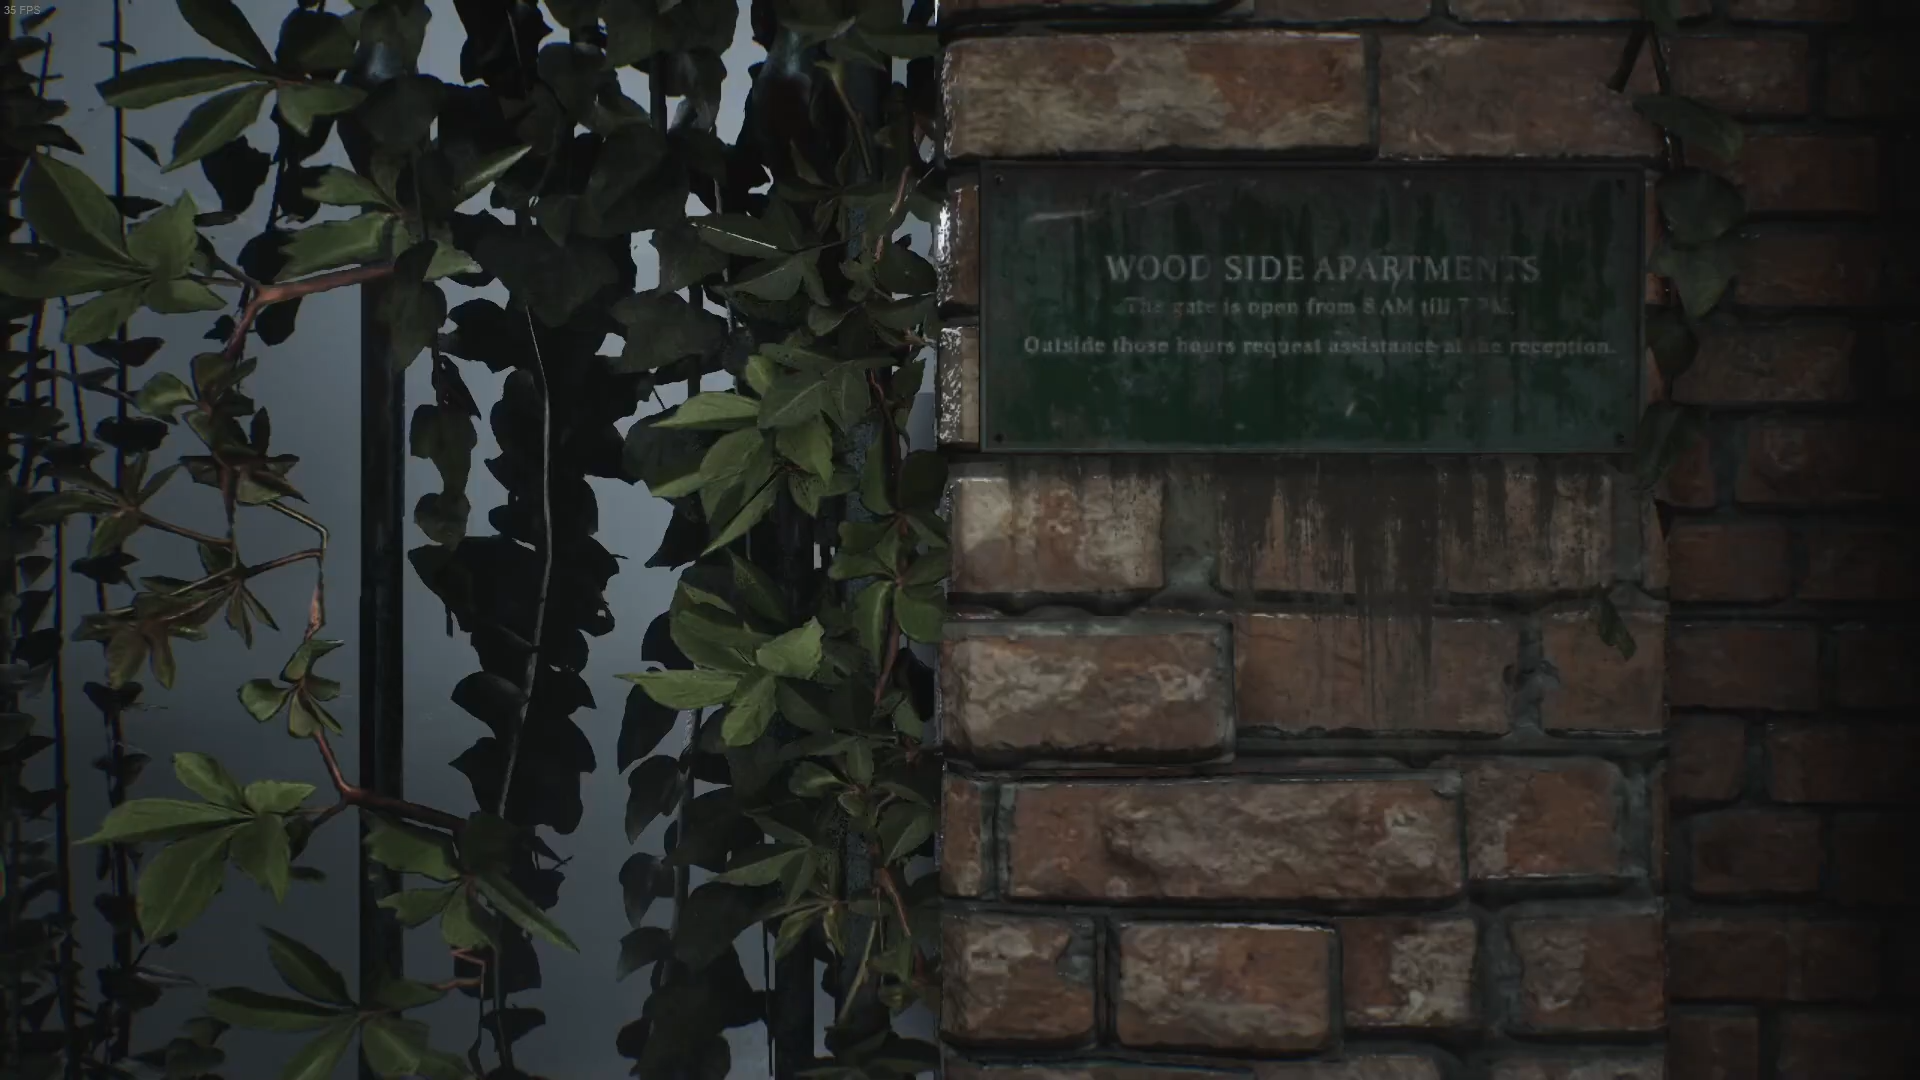 35 FPS
WOOD SIDE APARTMENTS
The gate is open from 8 AM till 7 PM.
Outside those hours request assistance at the reception.